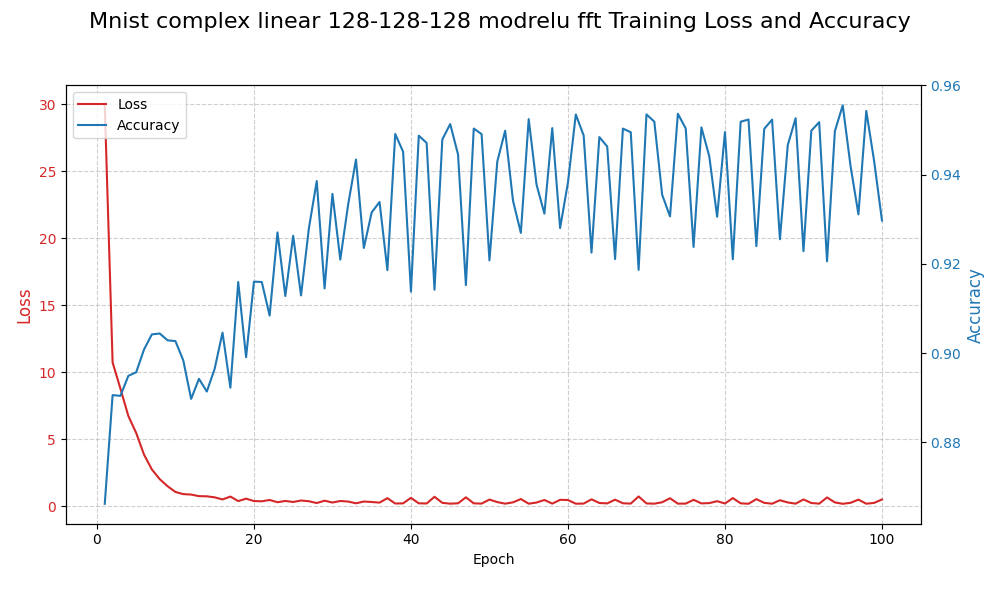 Mnist complex linear 128-128-128 modrelu fft Training Loss and Accuracy
Loss
Accuracy
30
25
20
15
10
5
0
Loss
0.96
0.94
0.92
0.90
0.88
Accuracy
0 20 40 60 80 100
Epoch